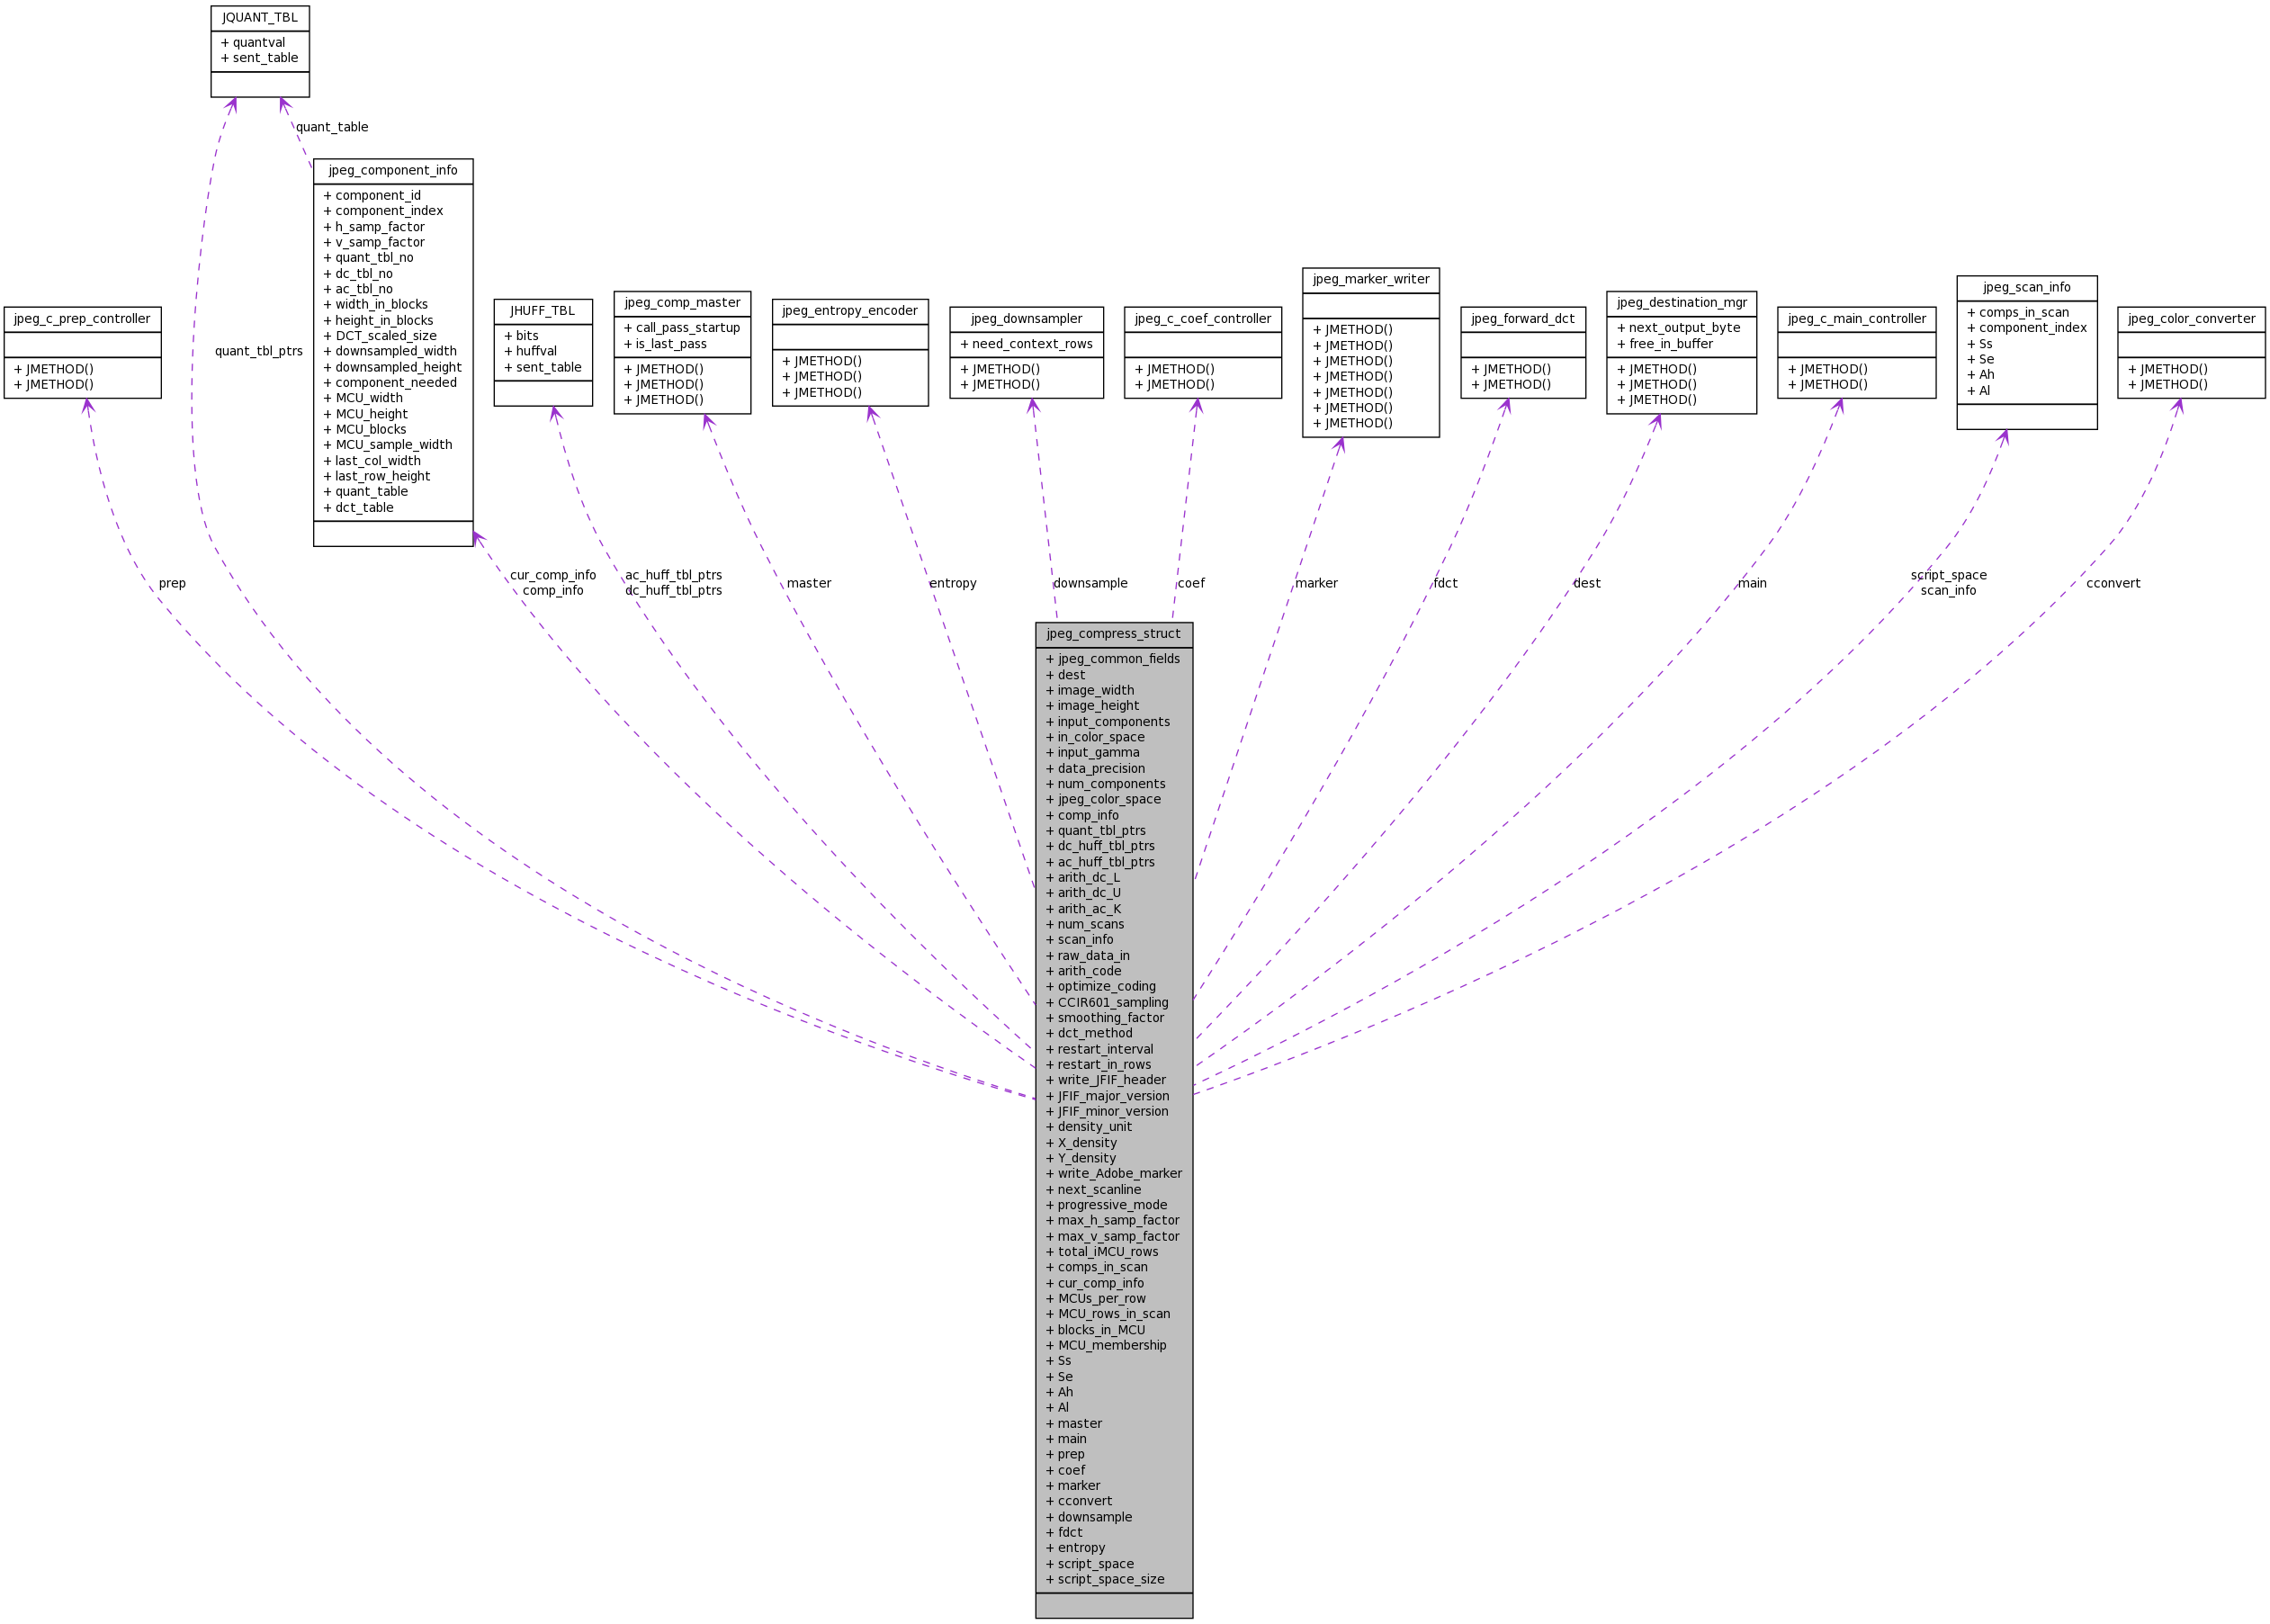 JQUANT_TBL
+ quantval
+ sent_table
quant_table
jpeg_component_info
+ component_id
+ component_index
+ h_samp_factor
+ v_samp_factor
+ quant_tbl_no
+ dc_tbl_no
+ ac_tbl_no
+ width_in_blocks
+ height_in_blocks
+ DCT_scaled_size
+ downsampled_width
+ downsampled_height
+ component_needed
+ MCU_width
+ MCU_height
+ MCU_blocks
+ MCU_sample_width
+ last_col_width
+ last_row_height
+ quant_table
+ dct_table
quant_tbl_ptrs
jpeg_c_prep_controller
+ JMETHOD()
+ JMETHOD()
JHUFF_TBL
+ bits
+ huffval
+ sent_table
jpeg_comp_master
+ call_pass_startup
+ is_last_pass
+ JMETHOD()
+ JMETHOD()
+ JMETHOD()
jpeg_entropy_encoder
+ JMETHOD()
+ JMETHOD()
+ JMETHOD()
jpeg_downsampler
+ need_context_rows
+ JMETHOD()
+ JMETHOD()
jpeg_c_coef_controller
+ JMETHOD()
+ JMETHOD()
jpeg_marker_writer
+ JMETHOD()
+ JMETHOD()
+ JMETHOD()
+ JMETHOD()
+ JMETHOD()
+ JMETHOD()
+ JMETHOD()
jpeg_forward_dct
+ JMETHOD()
+ JMETHOD()
jpeg_destination_mgr
+ next_output_byte
+ free_in_buffer
+ JMETHOD()
+ JMETHOD()
+ JMETHOD()
jpeg_c_main_controller
+ JMETHOD()
+ JMETHOD()
jpeg_scan_info
+ comps_in_scan
+ component_index
+ Ss
+ Se
+ Ah
+ Al
jpeg_color_converter
+ JMETHOD()
+ JMETHOD()
prep
cur_comp_info
comp_info
ac_huff_tbl_ptrs
dc_huff_tbl_ptrs
master
entropy
downsample
coef
marker
fdct
dest
main
script_space
scan_info
cconvert
jpeg_compress_struct
+ jpeg_common_fields
+ dest
+ image_width
+ image_height
+ input_components
+ in_color_space
+ input_gamma
+ data_precision
+ num_components
+ jpeg_color_space
+ comp_info
+ quant_tbl_ptrs
+ dc_huff_tbl_ptrs
+ ac_huff_tbl_ptrs
+ arith_dc_L
+ arith_dc_U
+ arith_ac_K
+ num_scans
+ scan_info
+ raw_data_in
+ arith_code
+ optimize_coding
+ CCIR601_sampling
+ smoothing_factor
+ dct_method
+ restart_interval
+ restart_in_rows
+ write_JFIF_header
+ JFIF_major_version
+ JFIF_minor_version
+ density_unit
+ X_density
+ Y_density
+ write_Adobe_marker
+ next_scanline
+ progressive_mode
+ max_h_samp_factor
+ max_v_samp_factor
+ total_iMCU_rows
+ comps_in_scan
+ cur_comp_info
+ MCUs_per_row
+ MCU_rows_in_scan
+ blocks_in_MCU
+ MCU_membership
+ Ss
+ Se
+ Ah
+ Al
+ master
+ main
+ prep
+ coef
+ marker
+ cconvert
+ downsample
+ fdct
+ entropy
+ script_space
+ script_space_size